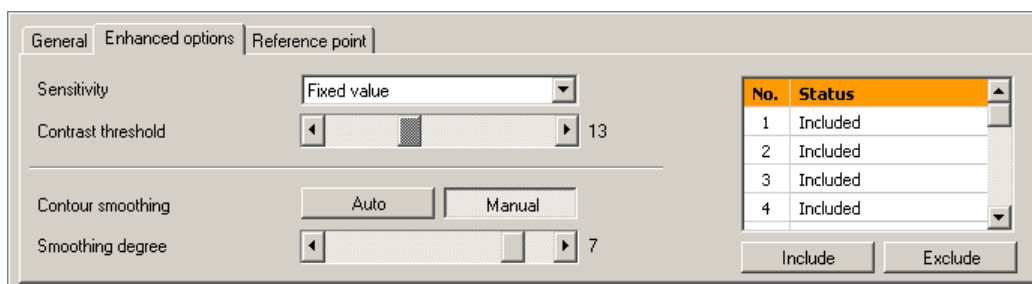 General Enhanced options Reference point
Sensitivity Fixed value
Contrast threshold 13
Contour smoothing Auto Manual
Smoothing degree 7
No. Status
1 Included
2 Included
3 Included
4 Included
Include Exclude